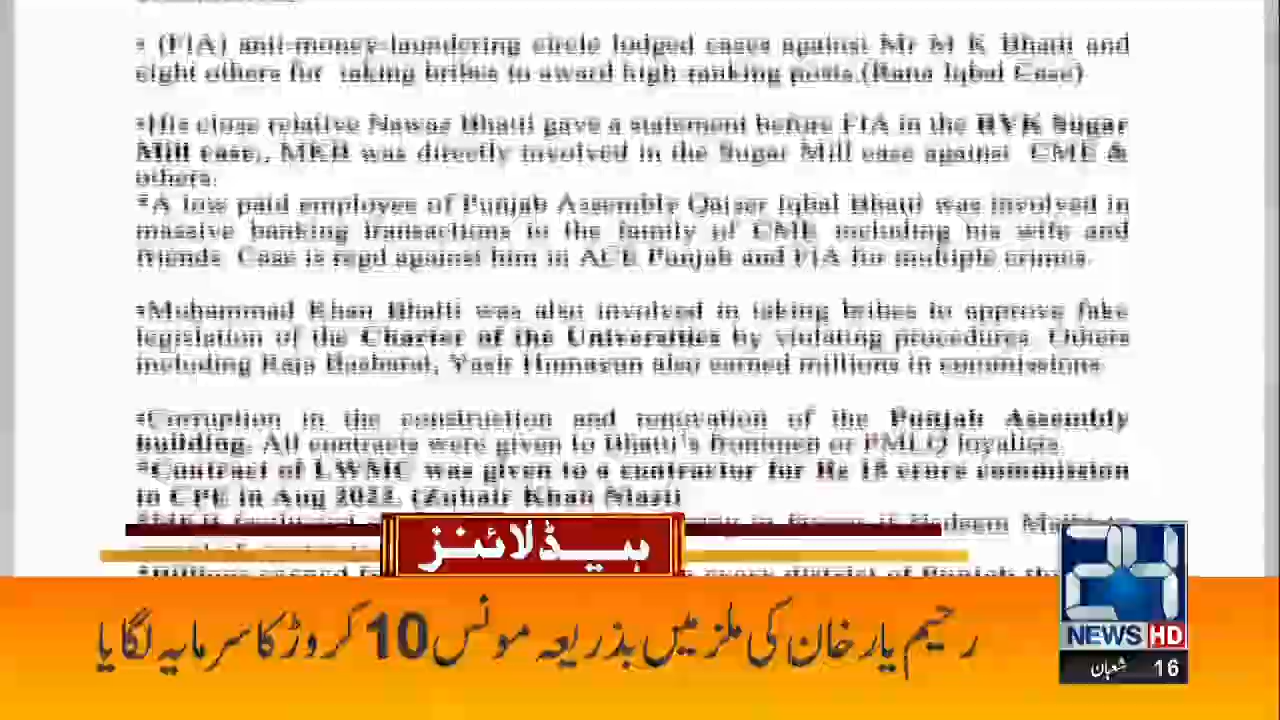 (FIA) anti-money-laundering circle lodged cases against Mr M K Bhatti and
eight others for taking bribes to award high ranking posts.(Rana Iqbal Case)
•His close relative Nawaz Bhatti gave a statement before FIA in the RYK Sugar
Mill case,. MKB was directly involved in the Sugar Mill case against CME &
others.
*A low paid employee of Punjab Assembly Qaiser Iqbal Bhatti was involved in
massive banking transactions in the family of CME including his wife and
friends. Case is regd against him in ACE Punjab and FIA for multiple crimes.
•Muhammad Khan Bhatti was also involved in taking bribes to approve fake
legislation of the Charter of the Universities by violating procedures. Others
including Raja Basharat, Yasir Humayun also earned millions in commissions.
•Corruption in the construction and renovation of the Punjab Assembly
building. All contracts were given to Bhatti's frontmen or PMLQ loyalists.
*Contract of LWMC was given to a contractor for Rs 18 crore commission
to CPE in Aug 2022. (Zuhair Khan
ہیڈلائنز
رحیم یار خان کی ملز میں بذریعہ مونس 10 کروڑ کا سرمایہ لگایا
24
NEWS HD
16 شعبان